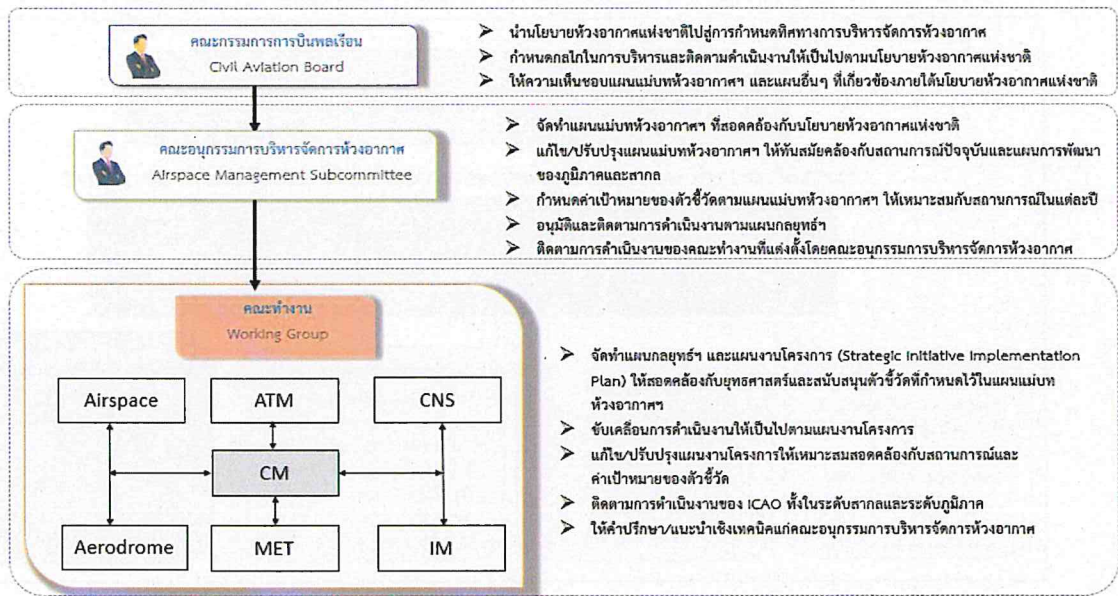 คณะกรรมการการบินพลเรือน
Civil Aviation Board
➢ นำนโยบายห้วงอากาศแห่งชาติไปสู่การกำหนดทิศทางการบริหารจัดการห้วงอากาศ
➢ กำหนดกลไกในการบริหารและติดตามดำเนินงานให้เป็นไปตามนโยบายห้วงอากาศแห่งชาติ
➢ ให้ความเห็นชอบแผนแม่บทห้วงอากาศฯ และแผนอื่นๆ ที่เกี่ยวข้องภายใต้นโยบายห้วงอากาศแห่งชาติ
คณะอนุกรรมการบริหารจัดการห้วงอากาศ
Airspace Management Subcommittee
➢ จัดทำแผนแม่บทห้วงอากาศฯ ที่สอดคล้องกับนโยบายห้วงอากาศแห่งชาติ
➢ แก้ไข/ปรับปรุงแผนแม่บทห้วงอากาศฯ ให้ทันสมัยคล้องกับสถานการณ์ปัจจุบันและแผนการพัฒนา
ของภูมิภาคและสากล
➢ กำหนดค่าเป้าหมายของตัวชี้วัดตามแผนแม่บทห้วงอากาศฯ ให้เหมาะสมกับสถานการณ์ในแต่ละปี
➢ อนุมัติและติดตามการดำเนินงานตามแผนกลยุทธ์ฯ
➢ ติดตามการดำเนินงานของคณะทำงานที่แต่งตั้งโดยคณะอนุกรรมการบริหารจัดการห้วงอากาศ
คณะทำงาน
Working Group
Airspace
ATM
CNS
CM
Aerodrome
MET
IM
➢ จัดทำแผนกลยุทธ์ฯ และแผนงานโครงการ (Strategic Initiative Implementation
Plan) ให้สอดคล้องกับยุทธศาสตร์และสนับสนุนตัวชี้วัดที่กำหนดไว้ในแผนแม่บท
ห้วงอากาศฯ
➢ ขับเคลื่อนการดำเนินงานให้เป็นไปตามแผนงานโครงการ
➢ แก้ไข/ปรับปรุงแผนงานโครงการให้เหมาะสมสอดคล้องกับสถานการณ์และ
ค่าเป้าหมายของตัวชี้วัด
➢ ติดตามการดำเนินงานของ ICAO ทั้งในระดับสากลและระดับภูมิภาค
➢ ให้คำปรึกษา/แนะนำเชิงเทคนิคแก่คณะอนุกรรมการบริหารจัดการห้วงอากาศ